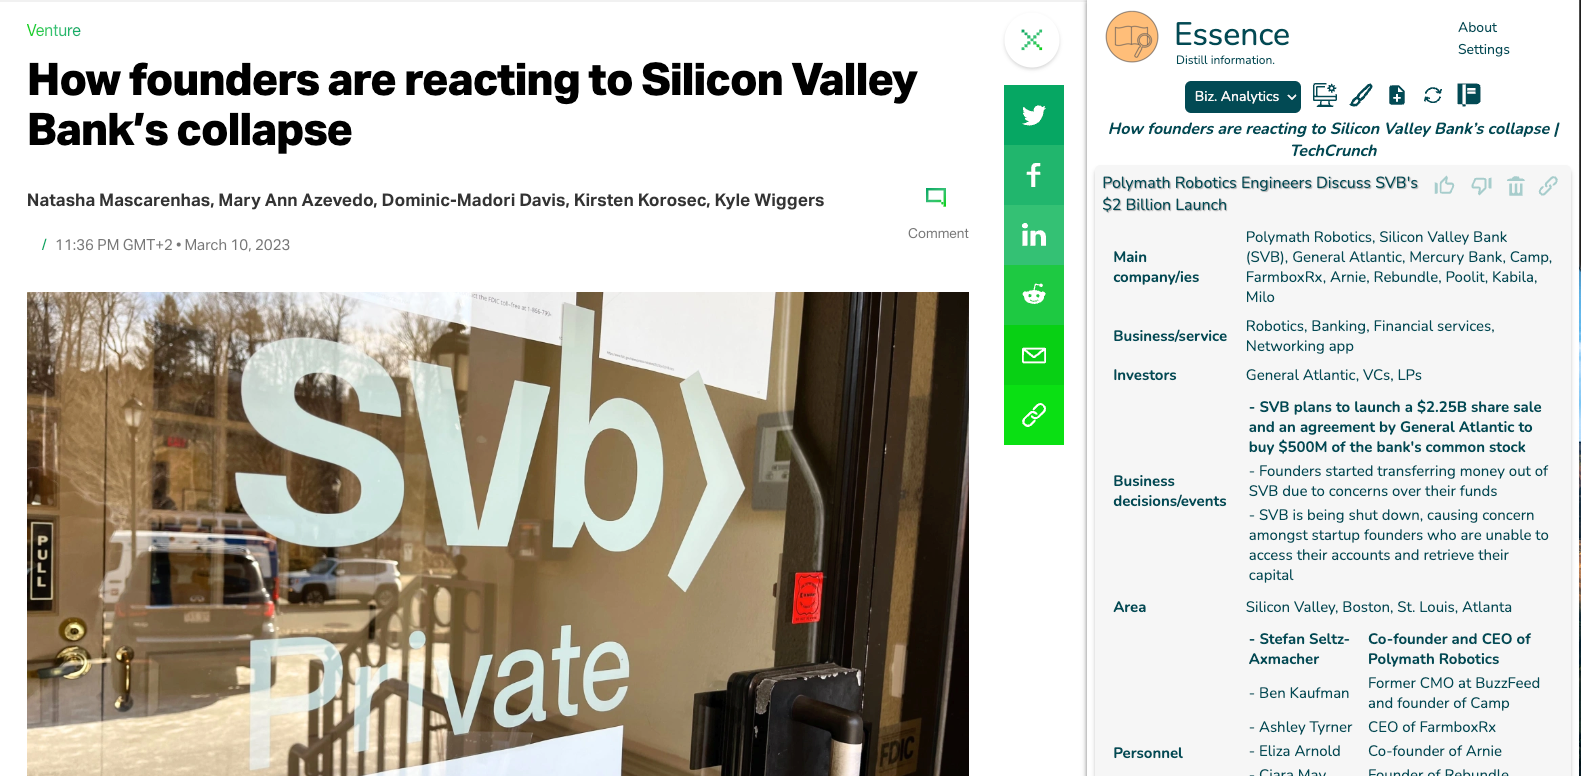 Venture
How founders are reacting to Silicon Valley
Bank’s collapse
Natasha Mascarenhas, Mary Ann Azevedo, Dominic-Madori Davis, Kirsten Korosec, Kyle Wiggers
/ 11:36 PM GMT+2 • March 10, 2023
Comment
svb>
Private
PULL
FDIC
in
Essence
Distill information.
About
Settings
Biz. Analytics
How founders are reacting to Silicon Valley Bank’s collapse |
TechCrunch
Polymath Robotics Engineers Discuss SVB's
$2 Billion Launch
Main
company/ies
Polymath Robotics, Silicon Valley Bank
(SVB), General Atlantic, Mercury Bank, Camp,
FarmboxRx, Arnie, Rebundle, Poolit, Kabila,
Milo
Business/service
Robotics, Banking, Financial services,
Networking app
Investors
General Atlantic, VCs, LPs
Business
decisions/events
- SVB plans to launch a $2.25B share sale
and an agreement by General Atlantic to
buy $500M of the bank's common stock
- Founders started transferring money out of
SVB due to concerns over their funds
- SVB is being shut down, causing concern
amongst startup founders who are unable to
access their accounts and retrieve their
capital
Area
Silicon Valley, Boston, St. Louis, Atlanta
Personnel
- Stefan Seltz-
Axmacher
Co-founder and CEO of
Polymath Robotics
- Ben Kaufman
Former CMO at BuzzFeed
and founder of Camp
- Ashley Tyrner
CEO of FarmboxRx
- Eliza Arnold
Co-founder of Arnie
- Ciara May
Founder of Rebundle